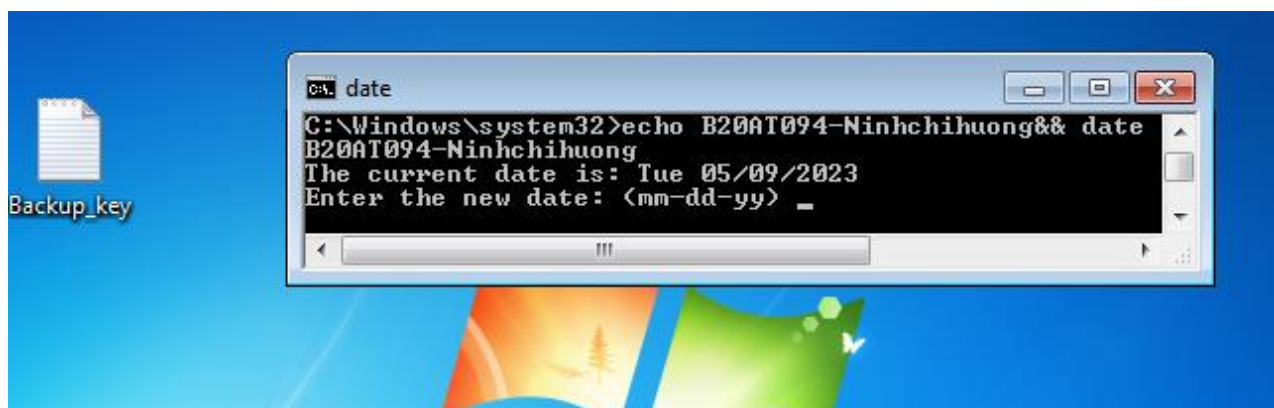 date
C:\Windows\system32>echo B20AT094-Ninhchihuong&& date
B20AT094-Ninhchihuong
The current date is: Tue 05/09/2023
Enter the new date: (mm-dd-yy) _
Backup_key